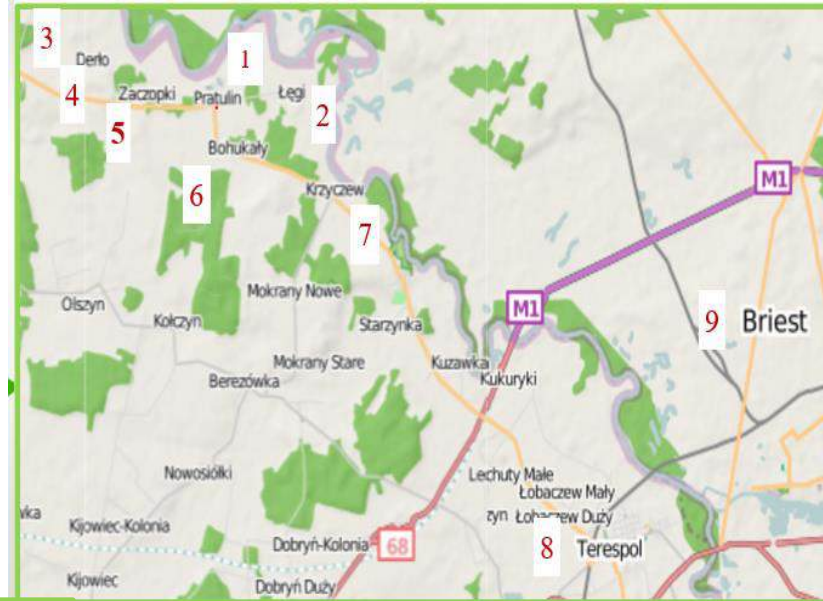 3
Derło
1
4
Zaczopki
Pratulin
Łęgi
2
5
Bohukały
M1
6
Krzyczew
7
Olszyn
Mokrany Nowe
M1
9
Briest
Kołczyn
Starzynka
Mokrany Stare
Kuzawka
Berezówka
Kukuryki
Nowosiółki
Lechuty Małe
Łobaczew Mały
wka
Kijowiec-Kolonia
zyn
Łobaczew Duży
Dobryń-Kolonia
68
8
Terespol
Kijowiec
Dobryń Duży